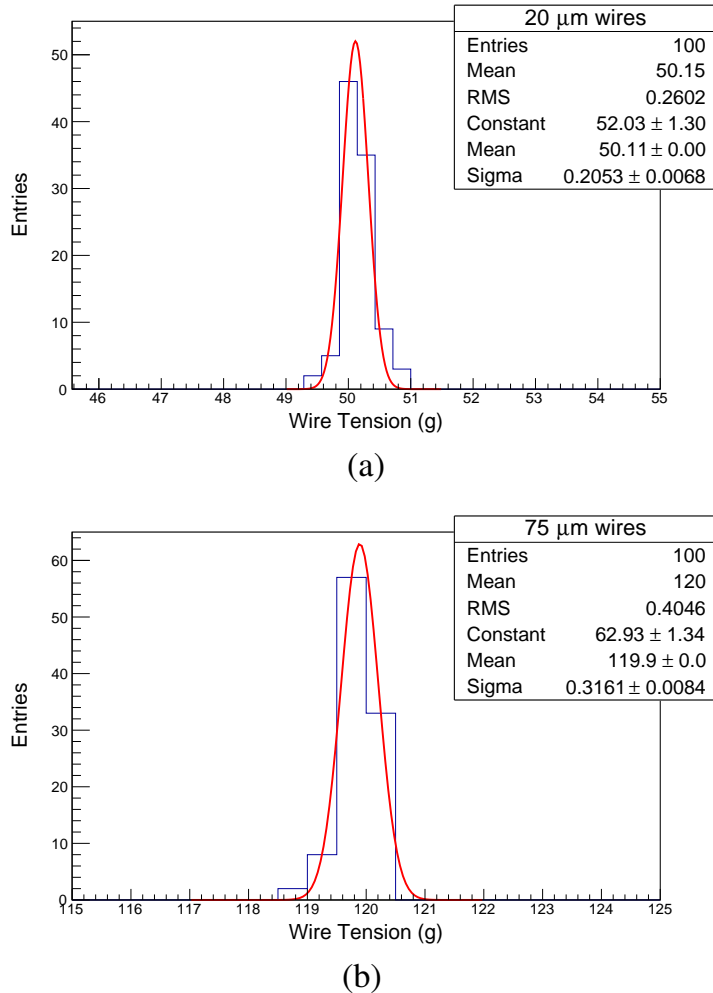 20 μm wires
Entries 100
Mean 50.15
RMS 0.2602
Constant 52.03 ± 1.30
Mean 50.11 ± 0.00
Sigma 0.2053 ± 0.0068
Entries
50
40
30
20
10
0
46 47 48 49 50 51 52 53 54 55
Wire Tension (g)
(a)
75 μm wires
Entries 100
Mean 120
RMS 0.4046
Constant 62.93 ± 1.34
Mean 119.9 ± 0.0
Sigma 0.3161 ± 0.0084
Entries
60
50
40
30
20
10
0
115 116 117 118 119 120 121 122 123 124 125
Wire Tension (g)
(b)